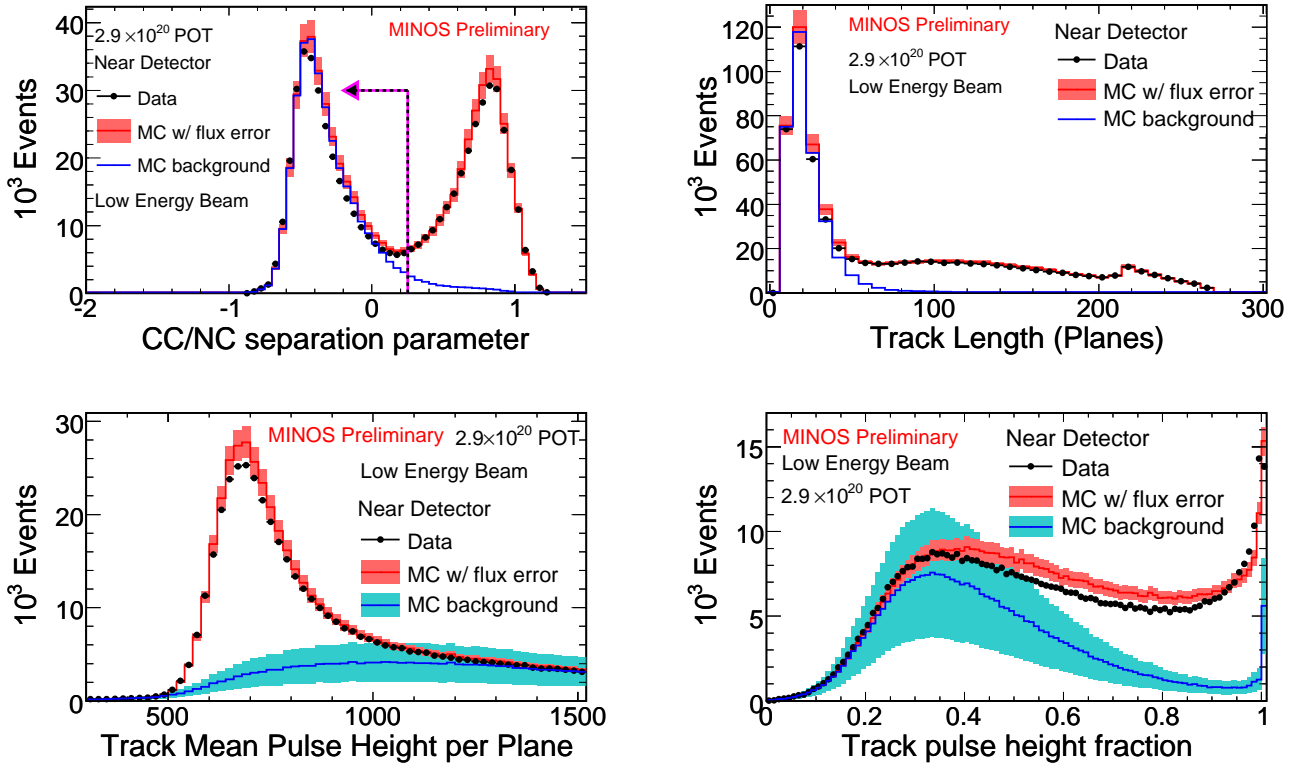 2.9×10²⁰ POT
MINOS Preliminary
Near Detector
Data
MC w/ flux error
MC background
Low Energy Beam
10³ Events
0
10
20
30
40
-2
-1
0
1
CC/NC separation parameter
MINOS Preliminary
2.9×10²⁰ POT
Low Energy Beam
Near Detector
Data
MC w/ flux error
MC background
10³ Events
0
20
40
60
80
100
120
0
100
200
300
Track Length (Planes)
MINOS Preliminary 2.9×10²⁰ POT
Low Energy Beam
Near Detector
Data
MC w/ flux error
MC background
10³ Events
0
10
20
30
500
1000
1500
Track Mean Pulse Height per Plane
MINOS Preliminary
Low Energy Beam
2.9×10²⁰ POT
Near Detector
Data
MC w/ flux error
MC background
10³ Events
0
5
10
15
0
0.2
0.4
0.6
0.8
1
Track pulse height fraction